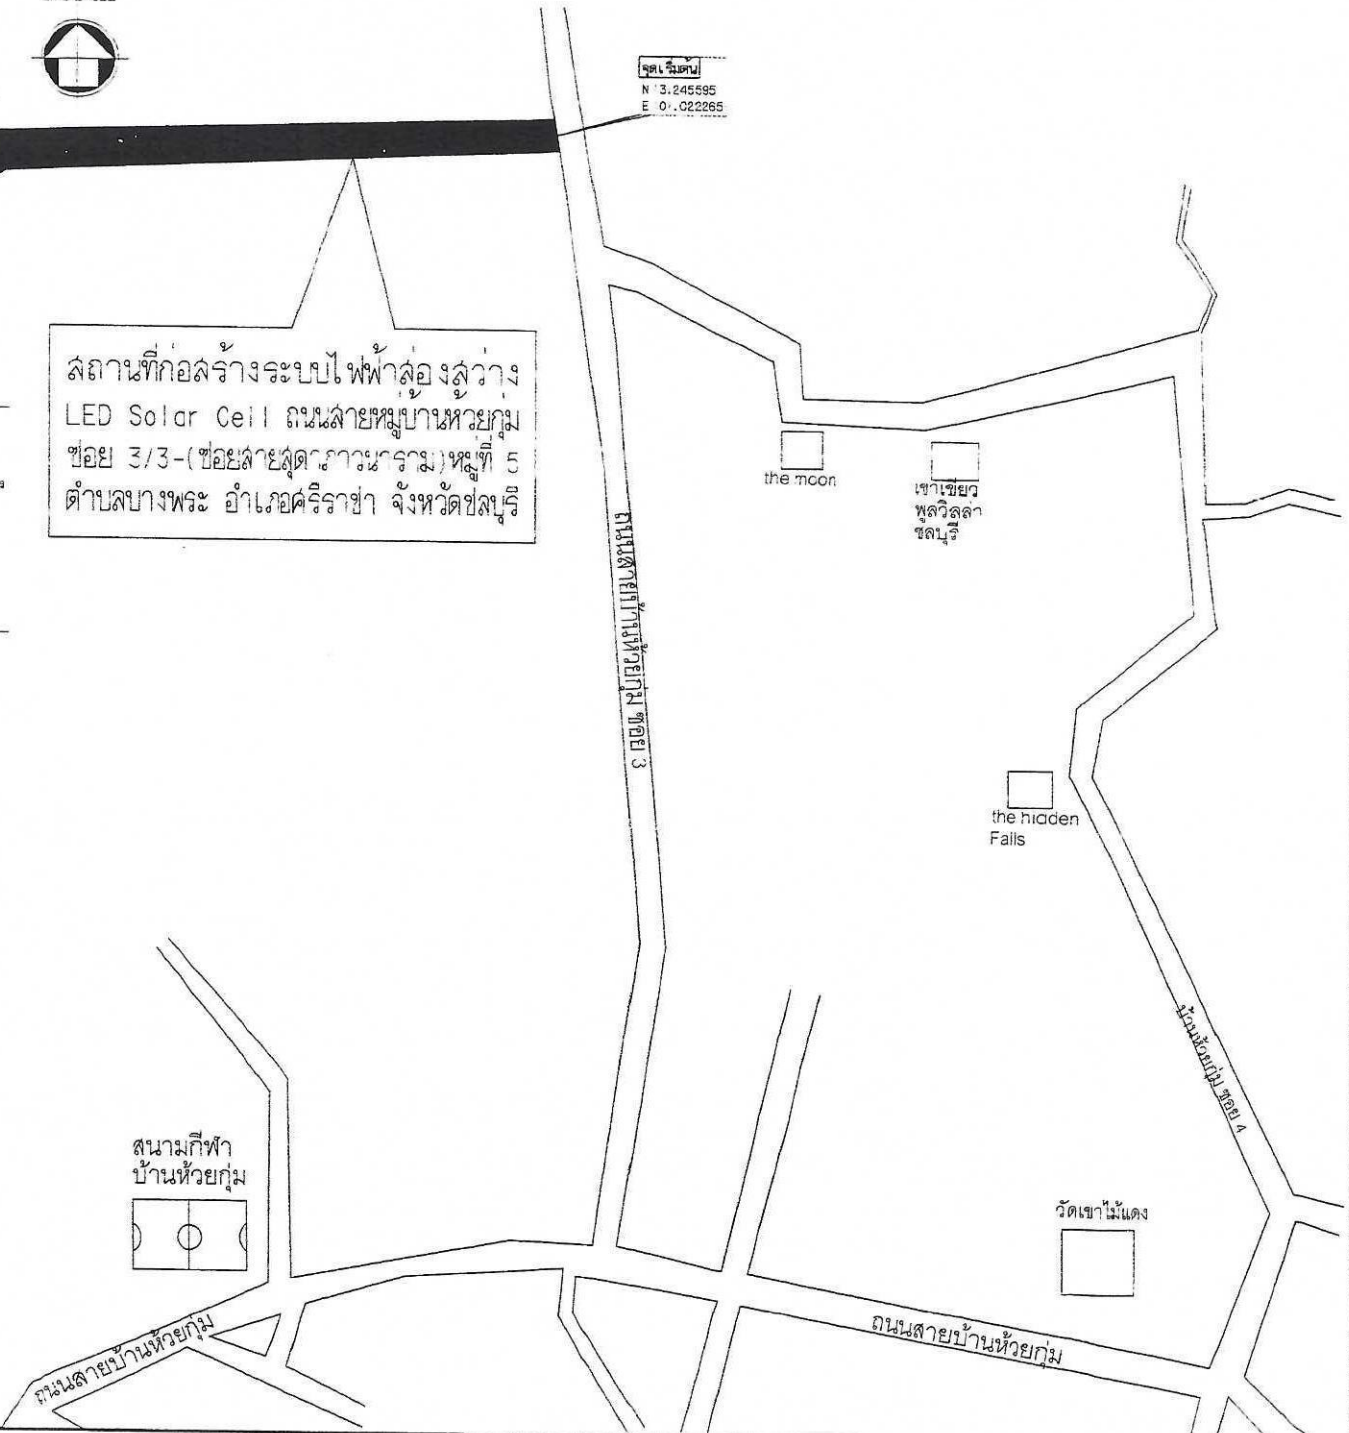 จุดเริ่มต้น
N 3.245595
E 0 .022265
สถานที่ก่อสร้างระบบไฟฟ้าส่องสว่าง
LED Solar Cell ถนนสายหมู่บ้านห้วยกุ่ม
ซอย 3/3-(ซอยสายสุดาภาวนาราม)หมู่ที่ 5
ตำบลบางพระ อำเภอศรีราชา จังหวัดชลบุรี
the moon
เขาเขียว
พูลวิลล่า
ชลบุรี
ถนนสายบ้านห้วยกุ่ม ซอย 3
the hidden
Falls
บ้านห้วยกุ่ม ซอย 4
สนามกีฬา
บ้านห้วยกุ่ม
วัดเขาไม้แดง
ถนนสายบ้านห้วยกุ่ม
ถนนสายบ้านห้วยกุ่ม